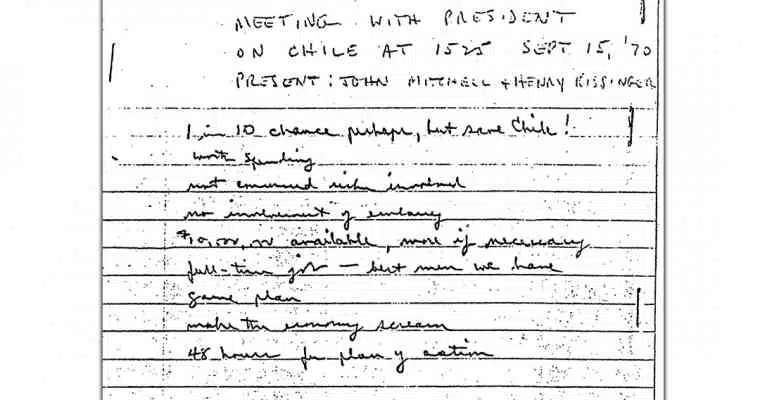 MEETING WITH PRESIDENT
ON CHILE AT 1525 SEPT 15, '70
PRESENT: JOHN MITCHELL + HENRY KISSINGER
1 in 10 chance perhaps, but save Chile!
worth spending
not concerned risks involved
no involvement of embassy
$10,000,00 available, more if necessary
full-time job — best men we have
game plan
make the economy scream
48 hours for plan of action